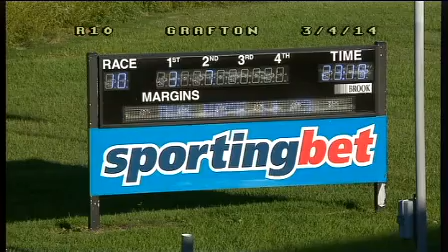 R10 GRAFTON 3/4/14
RACE 1ST 2ND 3RD 4TH TIME
BROOK
MARGINS
sportingbet